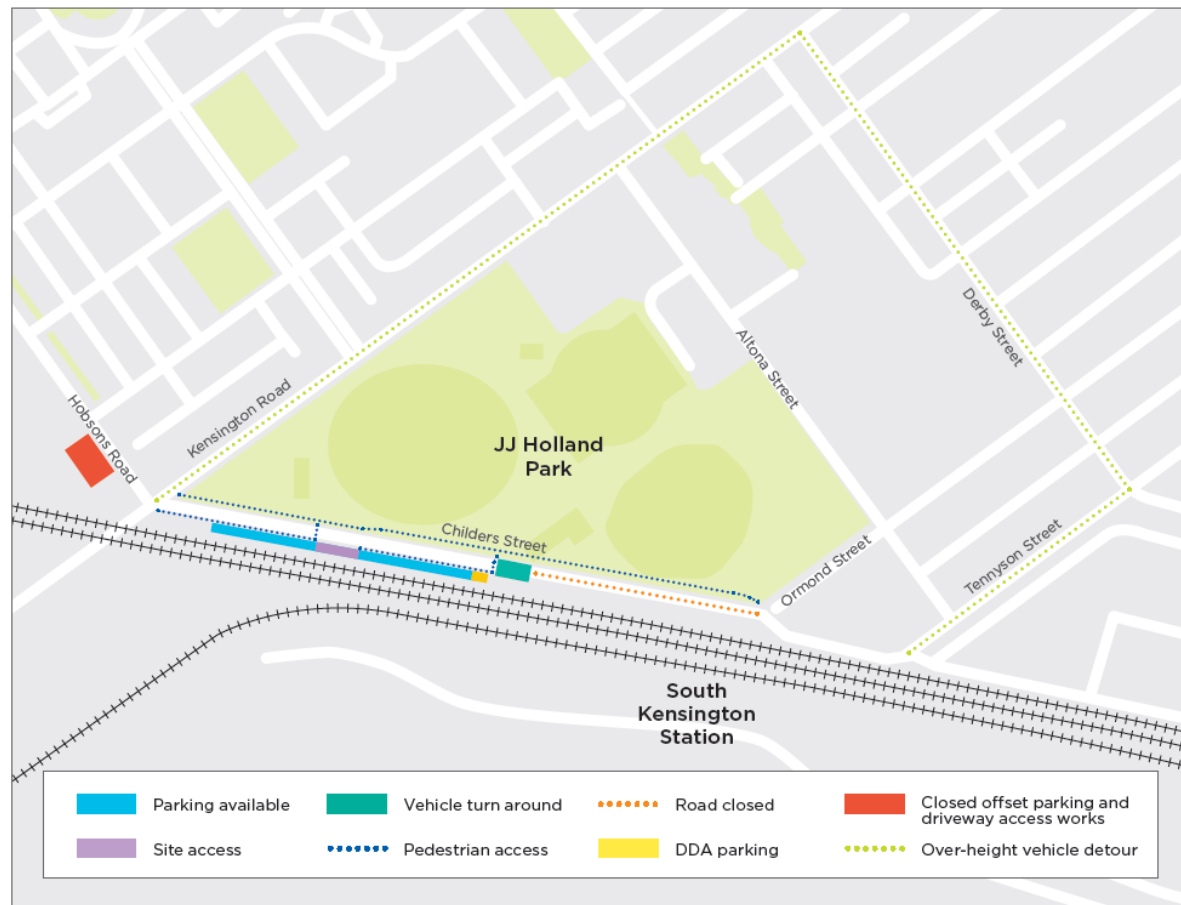 Derby Street
Altona Street
Kensington Road
Hobsons Road
JJ Holland
Park
Childers Street
Ormond Street
Tennyson Street
South
Kensington
Station
Parking available
Vehicle turn around
Road closed
Closed offset parking and
driveway access works
Site access
Pedestrian access
DDA parking
Over-height vehicle detour